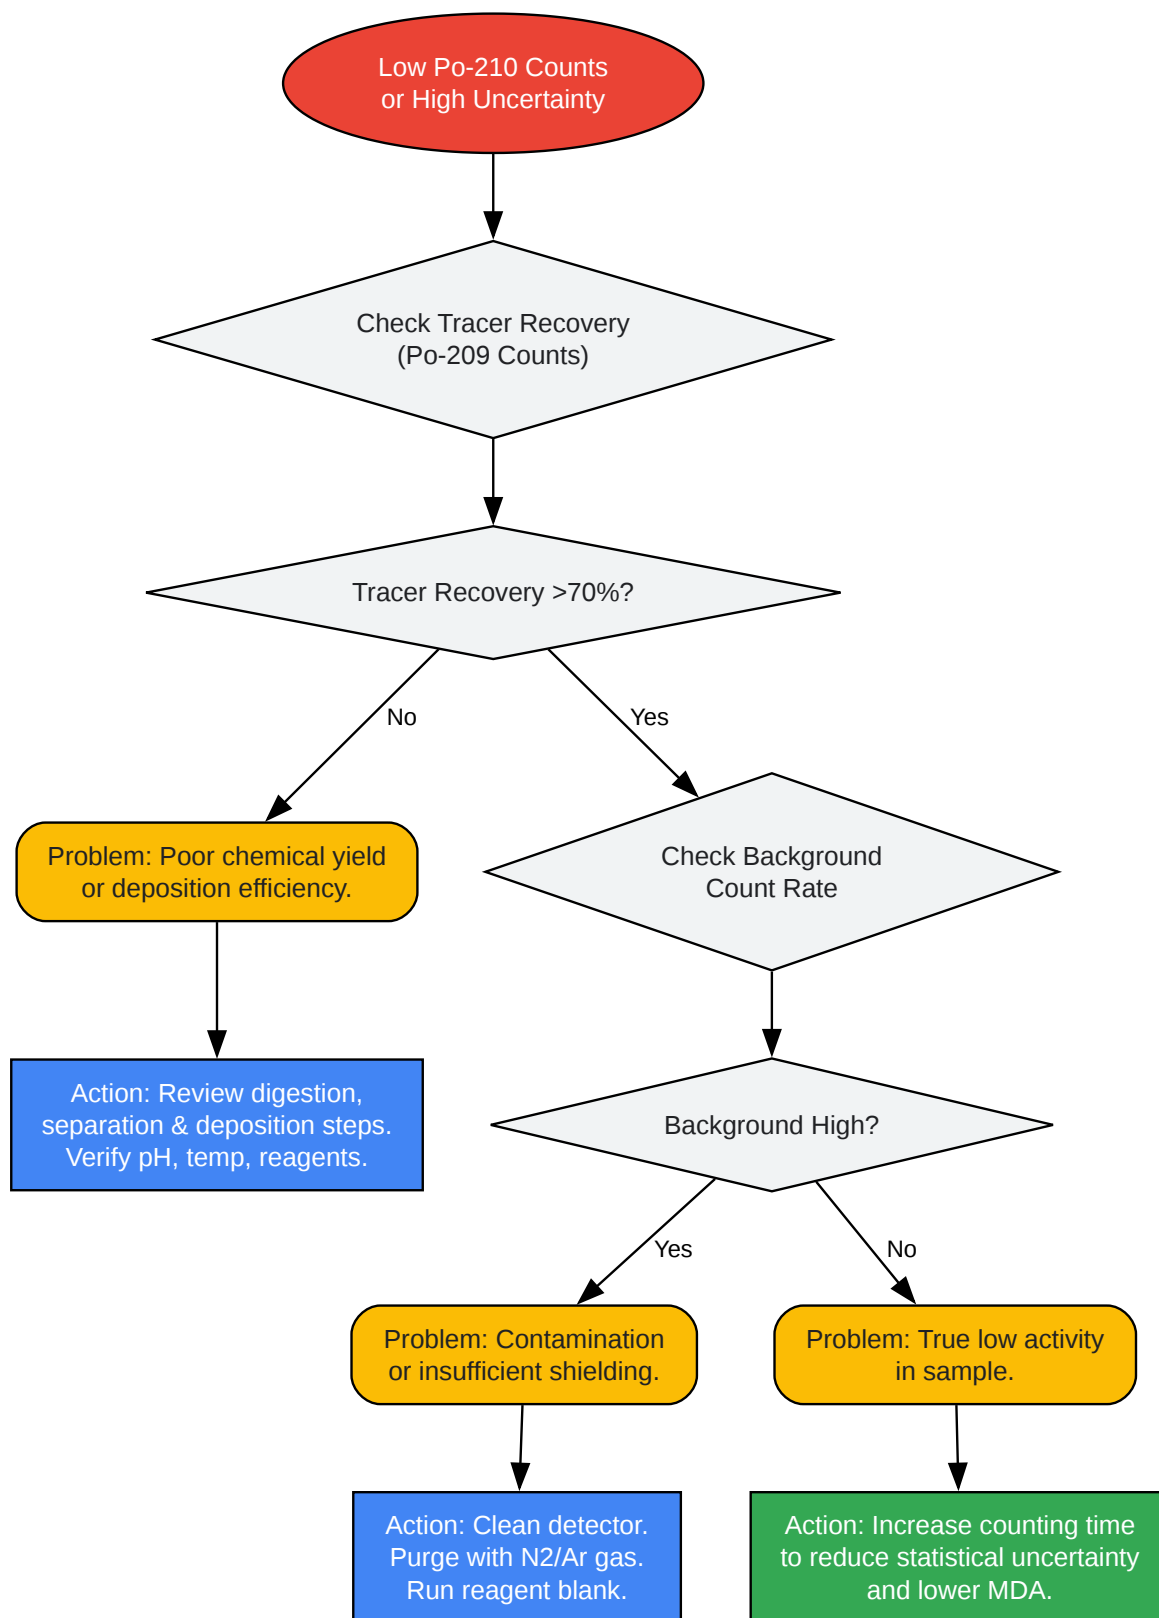 Low Po-210 Counts
or High Uncertainty
Check Tracer Recovery
(Po-209 Counts)
Tracer Recovery >70%?
No
Yes
Problem: Poor chemical yield
or deposition efficiency.
Check Background
Count Rate
Action: Review digestion,
separation & deposition steps.
Verify pH, temp, reagents.
Background High?
Yes
No
Problem: Contamination
or insufficient shielding.
Problem: True low activity
in sample.
Action: Clean detector.
Purge with N2/Ar gas.
Run reagent blank.
Action: Increase counting time
to reduce statistical uncertainty
and lower MDA.